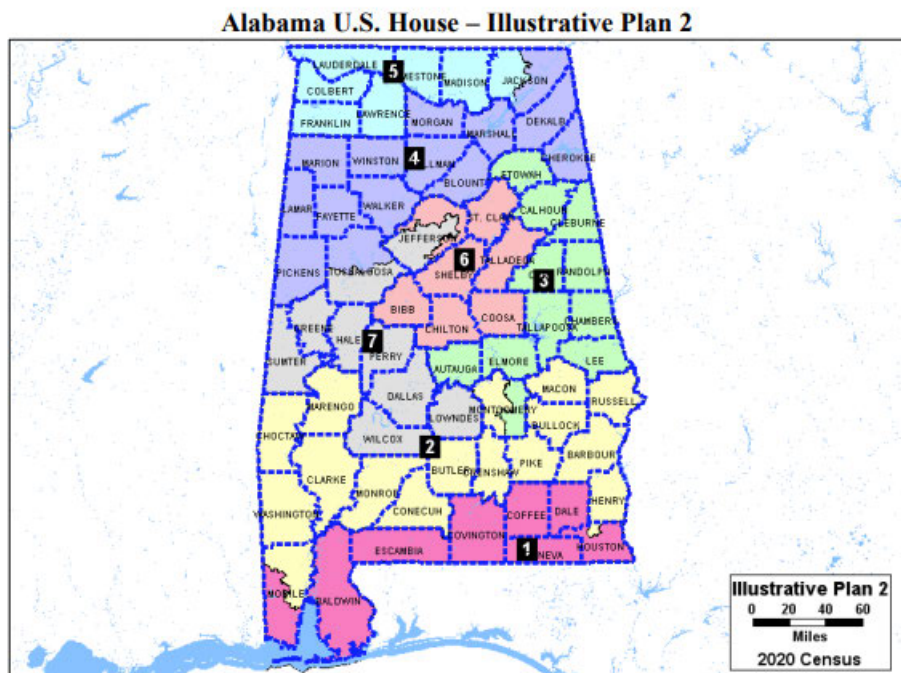 Alabama U.S. House – Illustrative Plan 2
LAUDERDALE
5
MESTONE
MADISON
JACKSON
COLBERT
FRANKLIN
LAWRENCE
MORGAN
MARSHALL
DEKALB
MARION
WINSTON
4
LLMAN
BLOUNT
CHEROKEE
ETOWAH
LAMAR
FAYETTE
WALKER
ST. CLAIR
CALHOUN
CLEBURNE
JEFFERSON
PICKENS
TUSCALOOSA
6
SHELBY
TALLADEGA
3
RANDOLPH
BIBB
CHILTON
COOSA
TALLAPOOSA
CHAMBERS
GREENE
HALE
7
PERRY
SUMTER
AUTAUGA
ELMORE
LEE
DALLAS
MACON
RUSSELL
MARENGO
LOWNDES
MONTGOMERY
BULLOCK
CHOCTAW
WILCOX
2
BUTLER
CRENSHAW
PIKE
BARBOUR
CLARKE
MONROE
CONECUH
HENRY
WASHINGTON
COFFEE
DALE
ESCAMBIA
COVINGTON
1
NEVA
HOUSTON
MOBILE
BALDWIN
Illustrative Plan 2
0 20 40 60
Miles
2020 Census